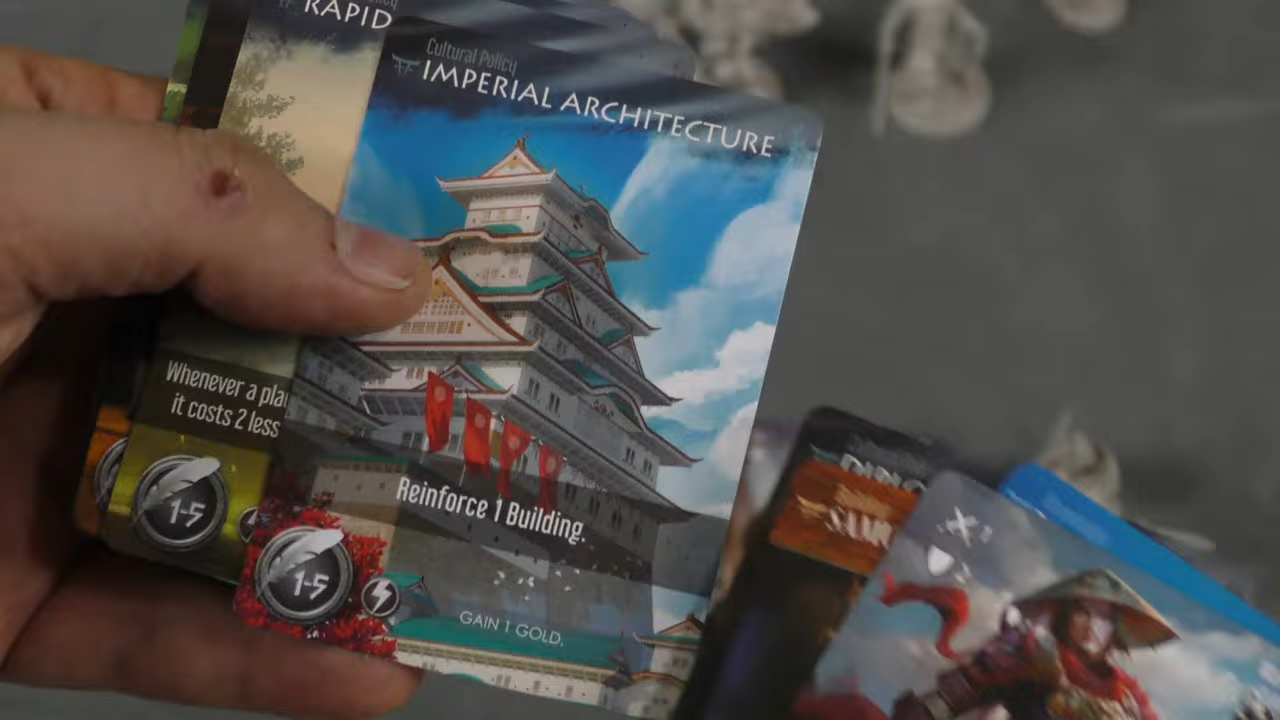 RAPID
Cultural Policy
IMPERIAL ARCHITECTURE
Whenever a pla
it costs 2 less
1-5
Reinforce 1 Building.
1-5
GAIN 1 GOLD.